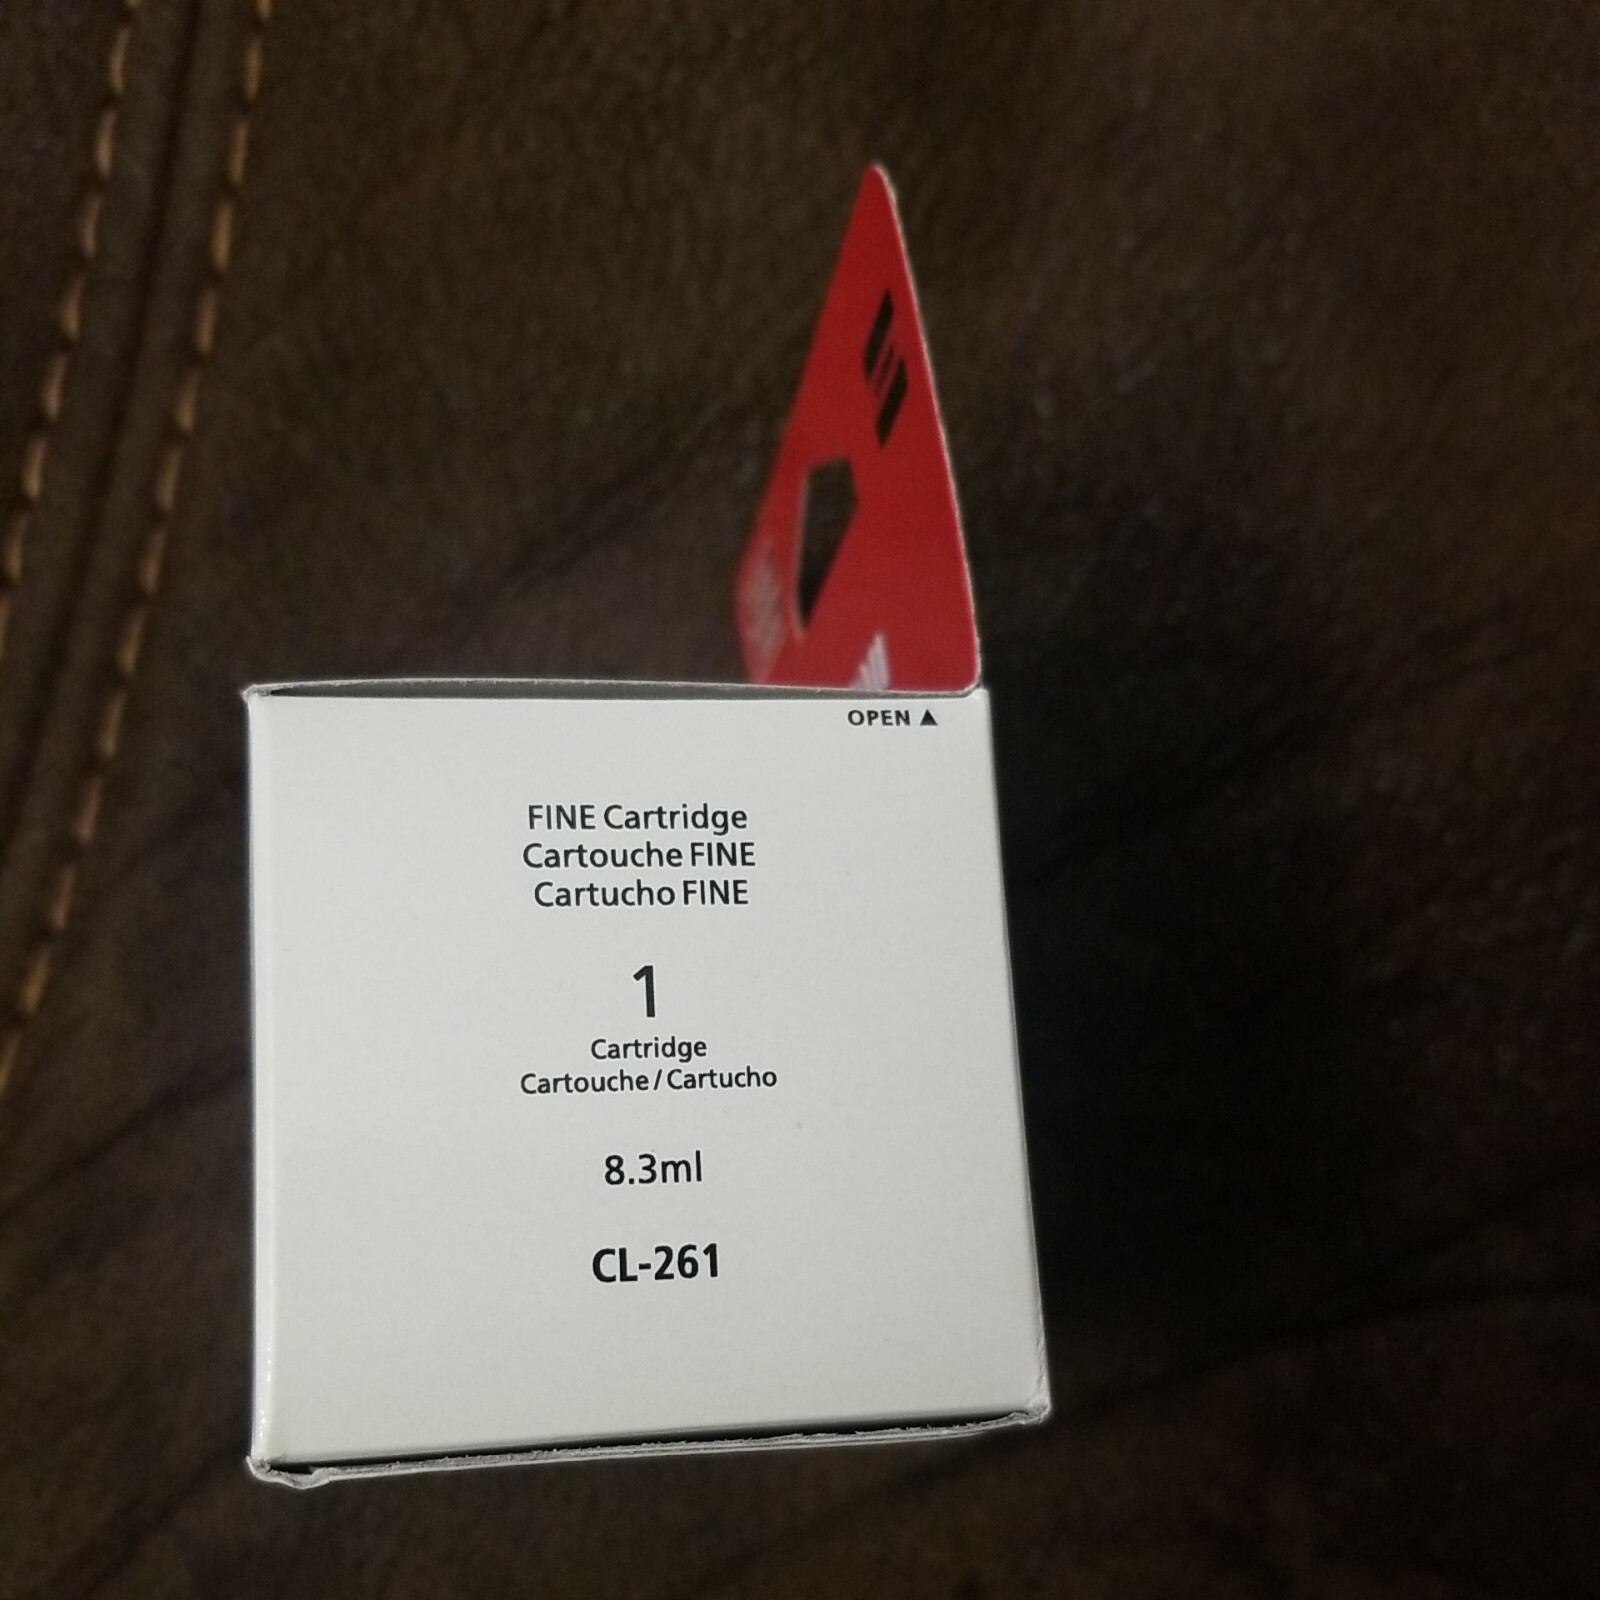 OPEN ▲
FINE Cartridge
Cartouche FINE
Cartucho FINE
1
Cartridge
Cartouche / Cartucho
8.3ml
CL-261